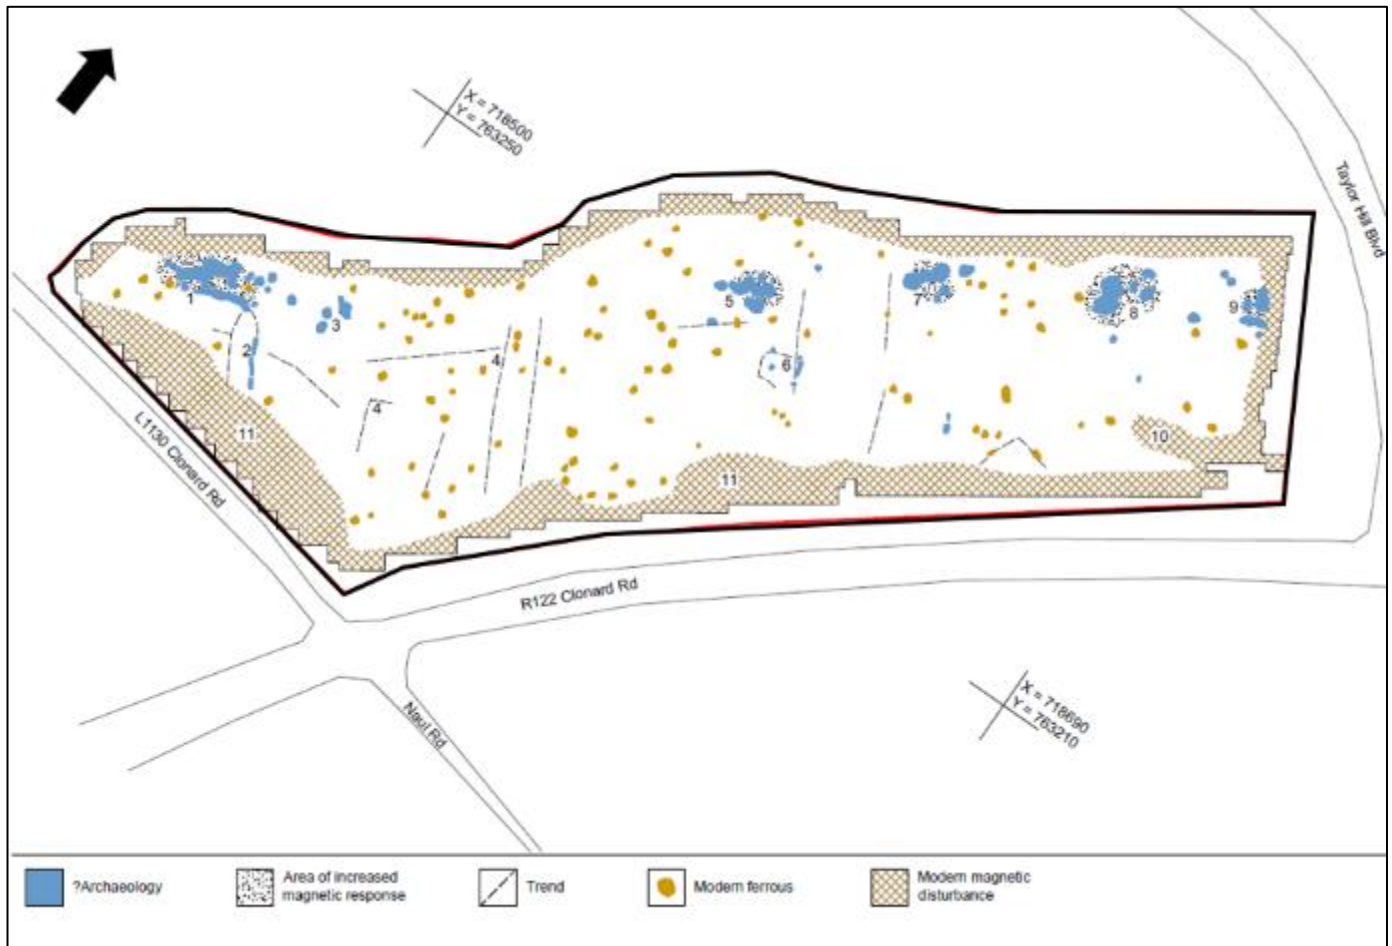 X = 718500
Y = 763250
Taylor Hill Blvd
1
2
3
4
4
5
6
7
8
9
10
11
11
L1130 Clonard Rd
R122 Clonard Rd
Naul Rd
X = 718690
Y = 763210
?Archaeology
Area of increased
magnetic response
Trend
Modern ferrous
Modern magnetic
disturbance